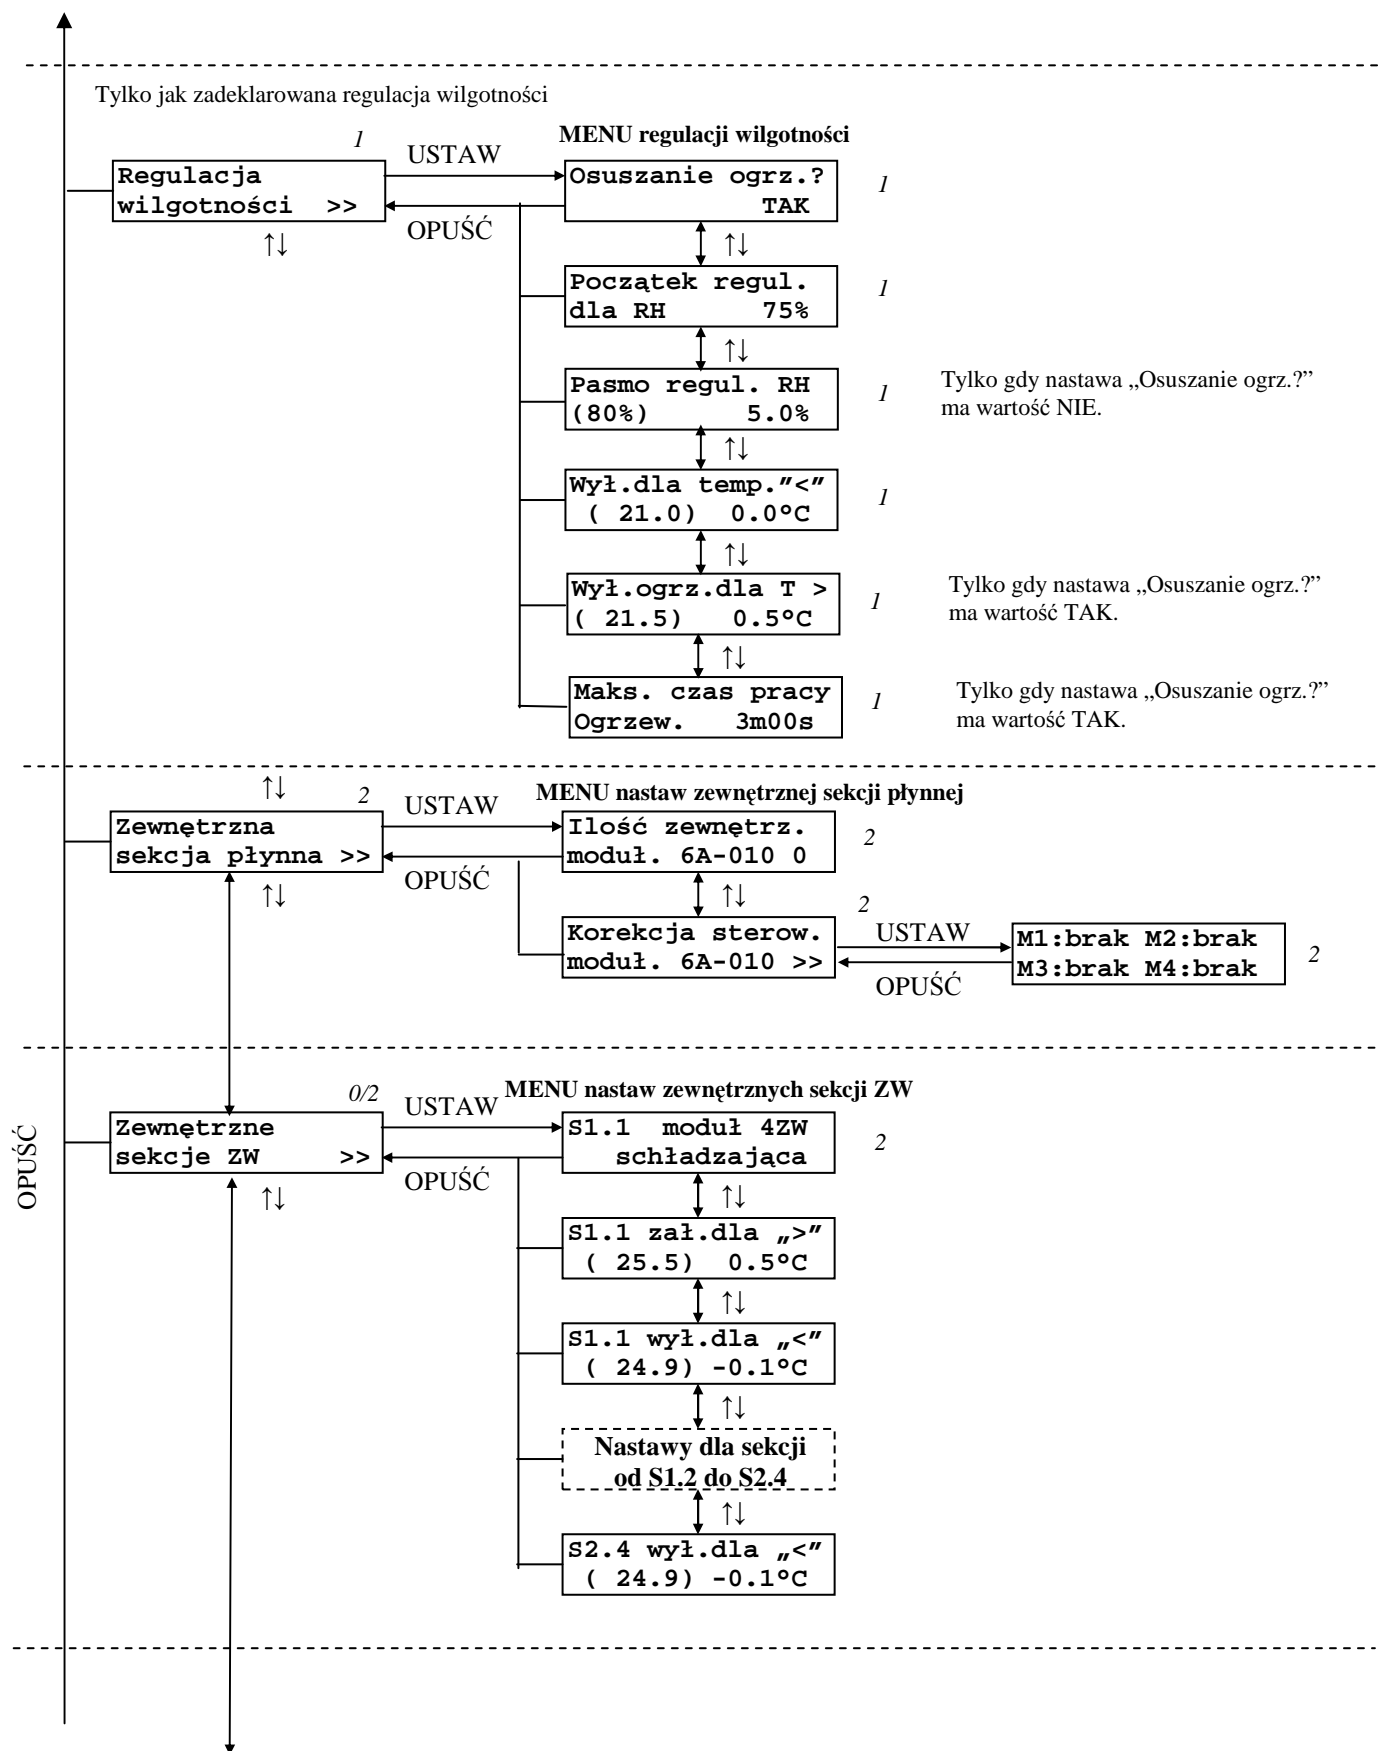 Tylko jak zadeklarowana regulacja wilgotności
1
USTAW
MENU regulacji wilgotności
Regulacja
wilgotności >>
OPUŚĆ
↑↓
Osuszanie ogrz.?
TAK
1
↑↓
Początek regul.
dla RH 75%
1
↑↓
Pasmo regul. RH
(80%) 5.0%
1
Tylko gdy nastawa „Osuszanie ogrz.?”
ma wartość NIE.
↑↓
Wył.dla temp."<"
( 21.0) 0.0°C
1
↑↓
Wył.ogrz.dla T >
( 21.5) 0.5°C
1
Tylko gdy nastawa „Osuszanie ogrz.?”
ma wartość TAK.
↑↓
Maks. czas pracy
Ogrzew. 3m00s
1
Tylko gdy nastawa „Osuszanie ogrz.?”
ma wartość TAK.
↑↓
2
USTAW
MENU nastaw zewnętrznej sekcji płynnej
Zewnętrzna
sekcja płynna >>
OPUŚĆ
↑↓
Ilość zewnętrz.
moduł. 6A-010 0
2
↑↓
2
Korekcja sterow.
moduł. 6A-010 >>
USTAW
OPUŚĆ
M1:brak M2:brak
M3:brak M4:brak
2
0/2
USTAW
MENU nastaw zewnętrznych sekcji ZW
OPUŚĆ
Zewnętrzne
sekcje ZW >>
OPUŚĆ
↑↓
S1.1 moduł 4ZW
schładzająca
2
↑↓
S1.1 zał.dla „>"
( 25.5) 0.5°C
↑↓
S1.1 wył.dla „<"
( 24.9) -0.1°C
↑↓
Nastawy dla sekcji
od S1.2 do S2.4
↑↓
S2.4 wył.dla „<"
( 24.9) -0.1°C